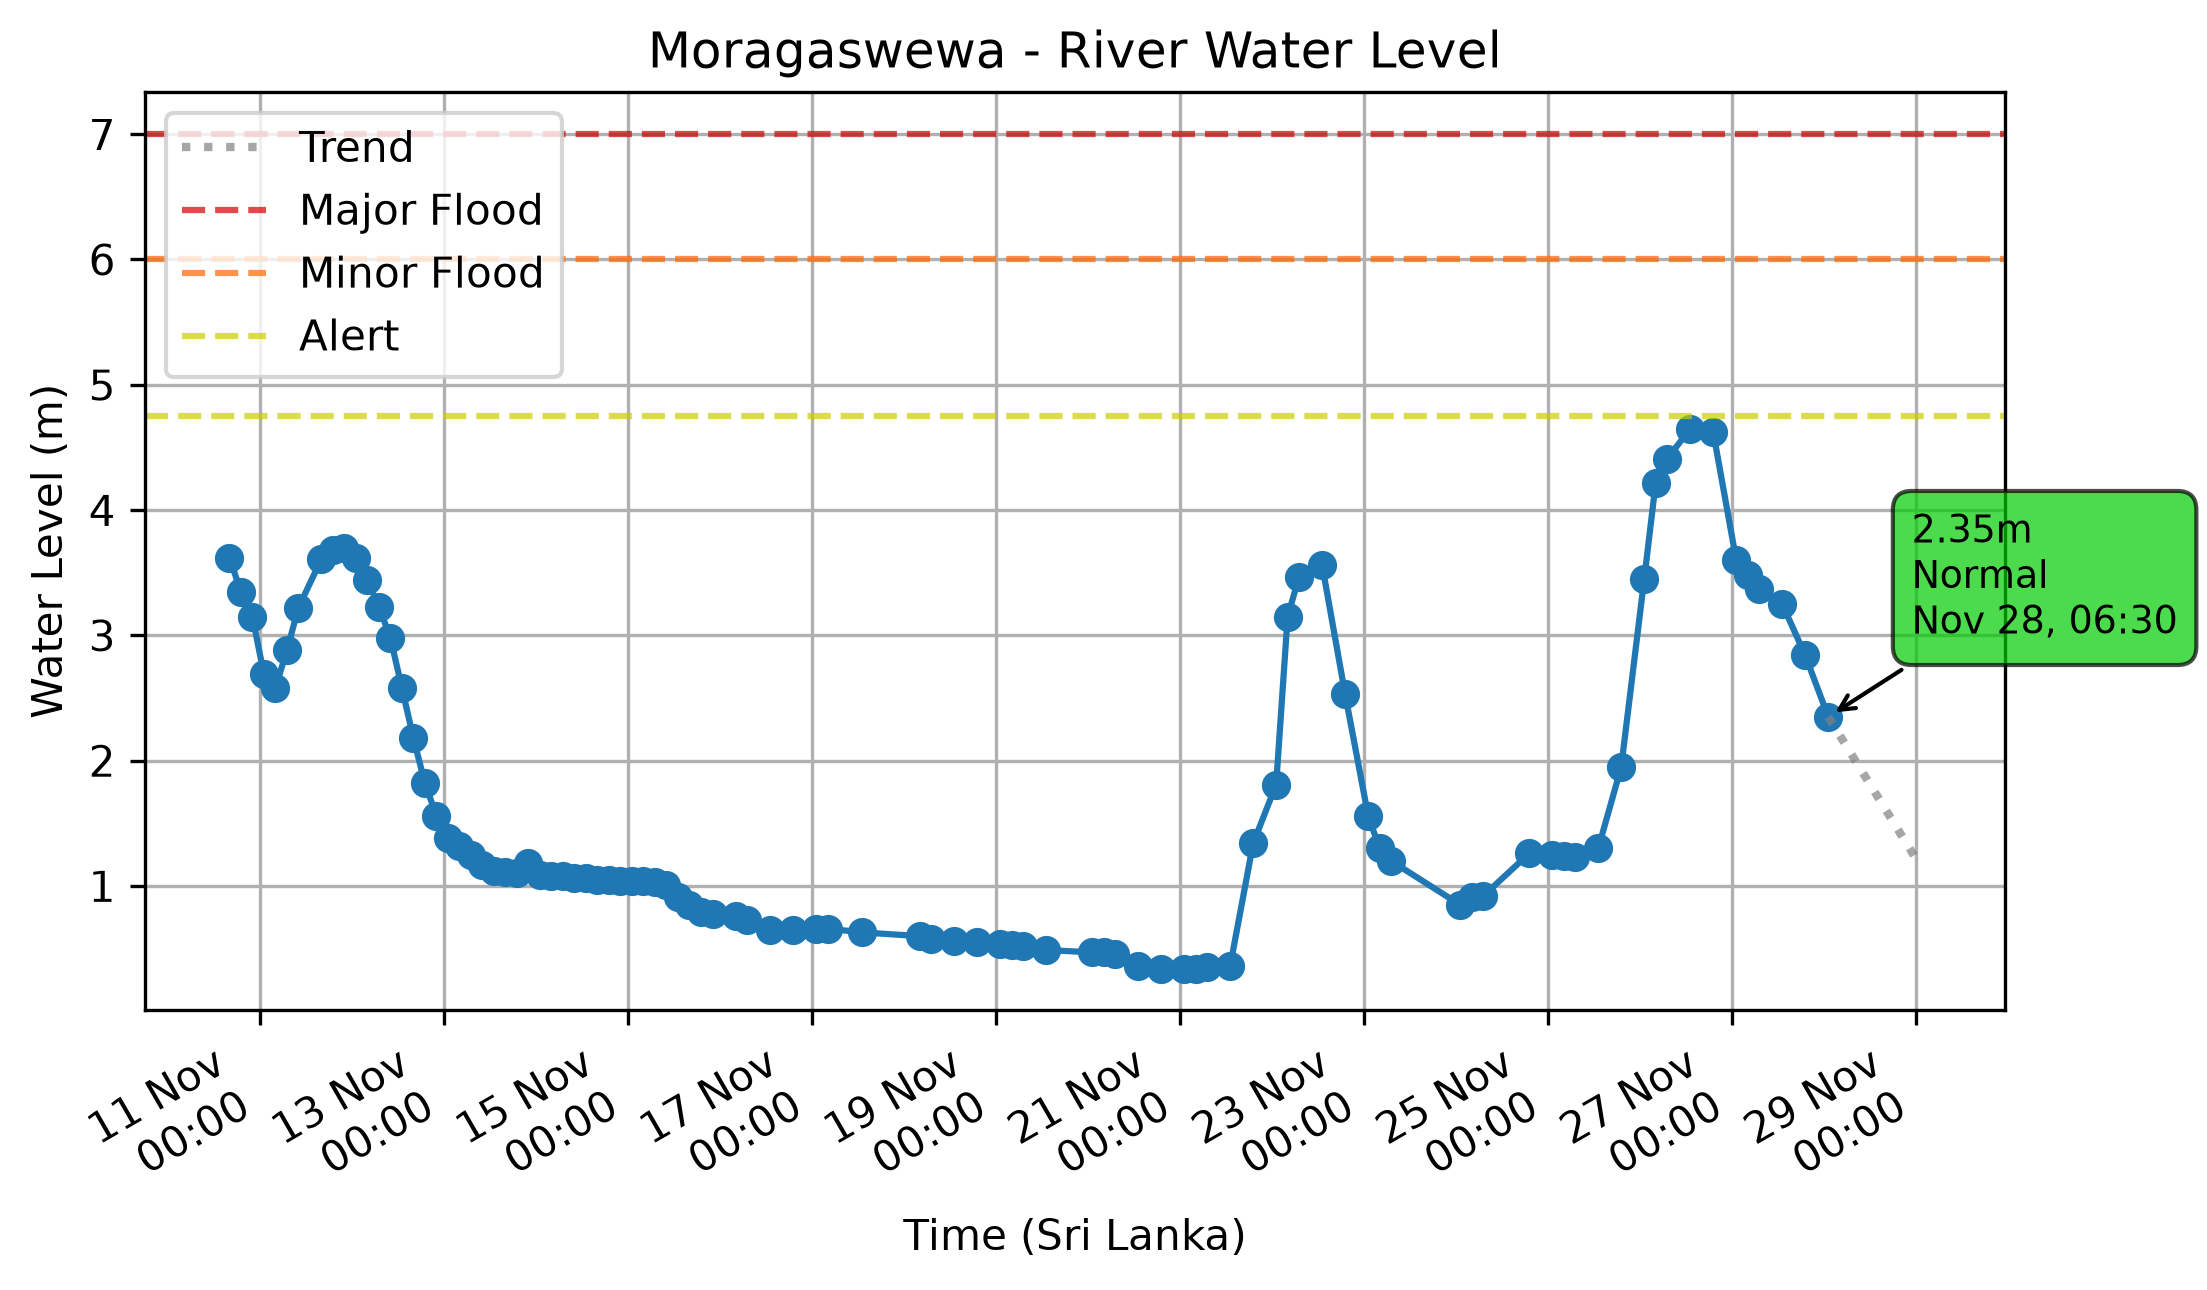 Moragaswewa - River Water Level
Trend
Major Flood
Minor Flood
Alert
7
6
5
4
3
2
1
Water Level (m)
2.35m
Normal
Nov 28, 06:30
11 Nov
00:00
13 Nov
00:00
15 Nov
00:00
17 Nov
00:00
19 Nov
00:00
21 Nov
00:00
23 Nov
00:00
25 Nov
00:00
27 Nov
00:00
29 Nov
00:00
Time (Sri Lanka)